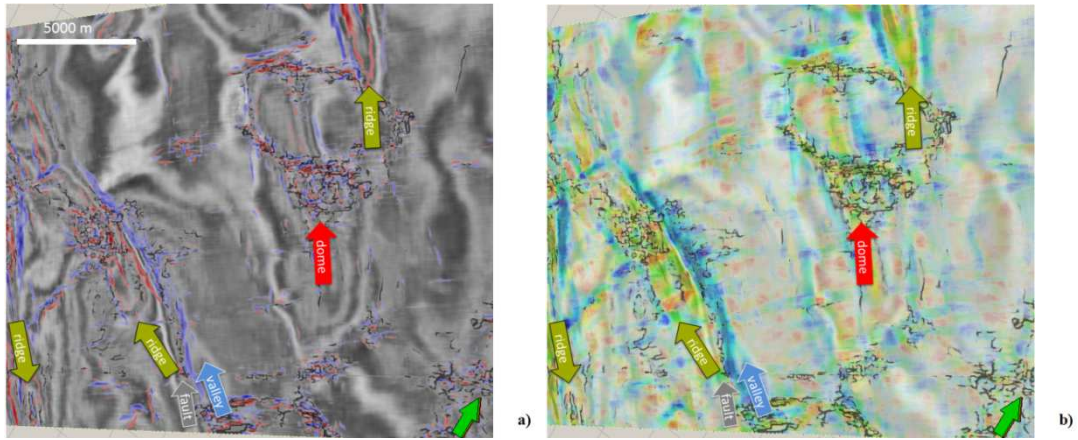 5000 m
ridge
dome
ridge
ridge
valley
fault
a)
ridge
dome
ridge
ridge
valley
fault
b)